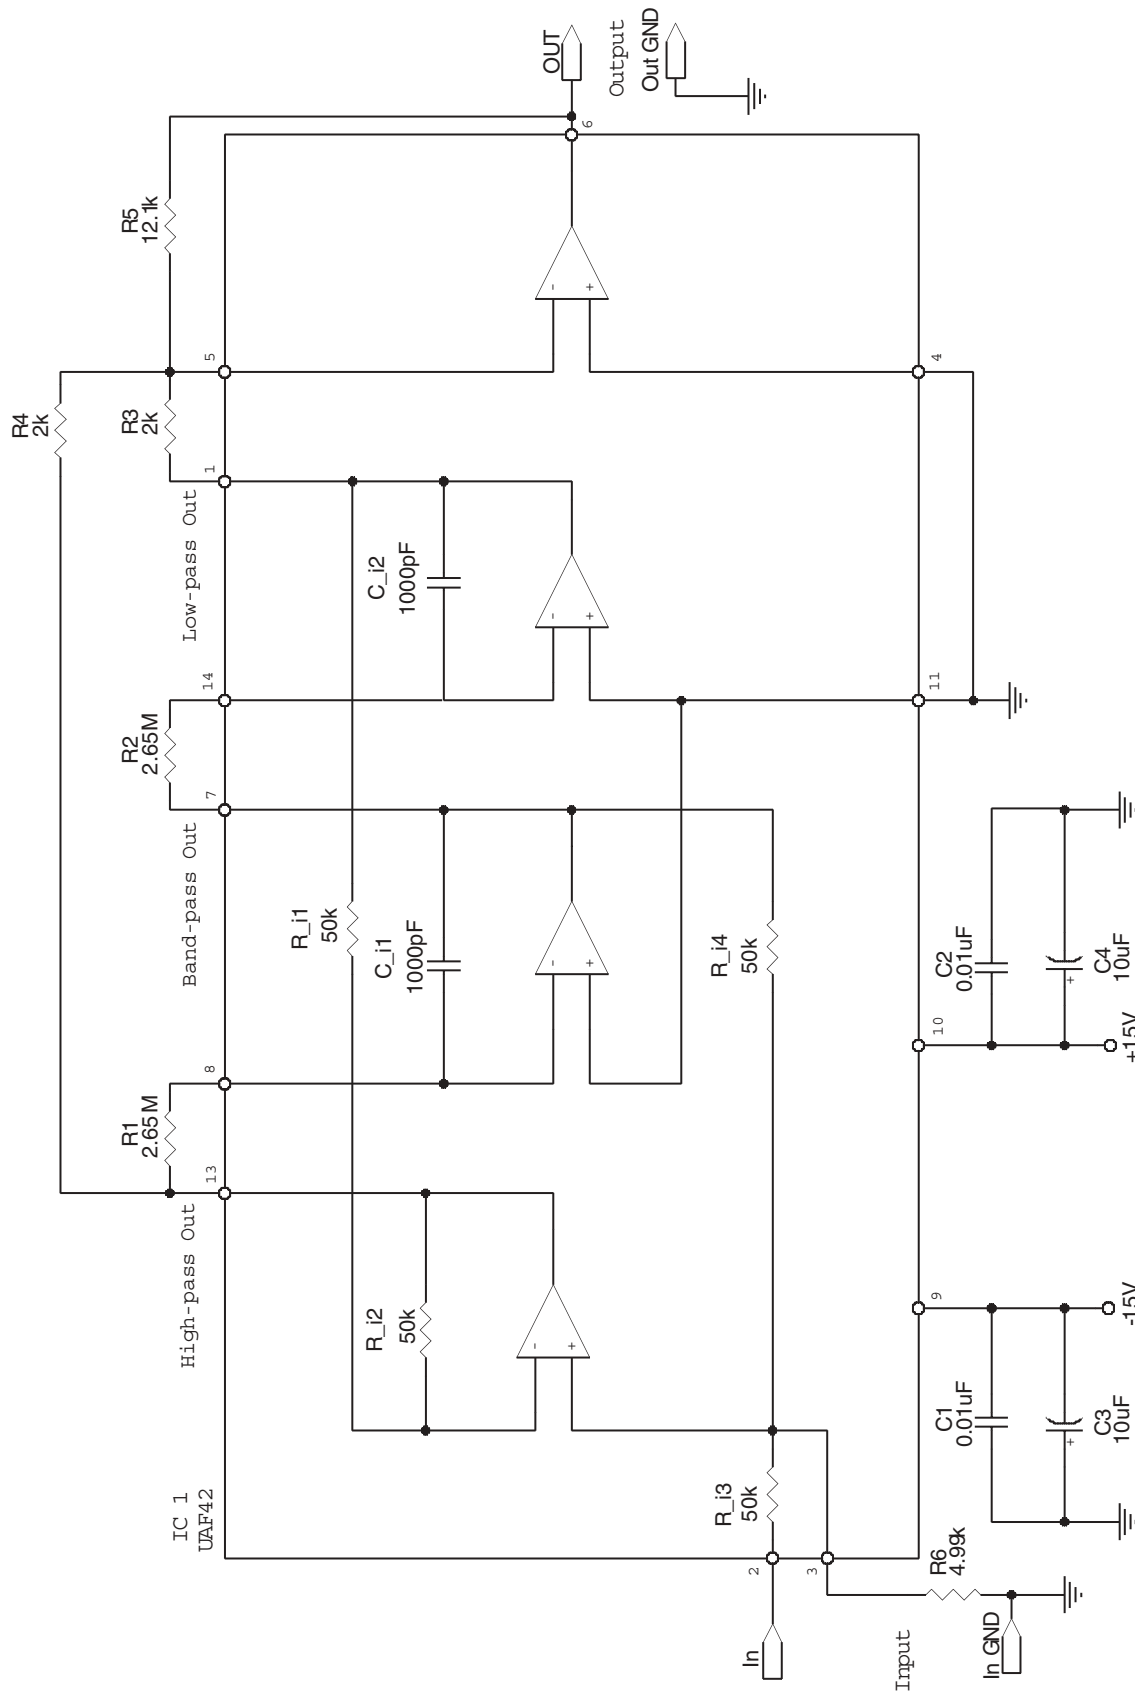 R4
2k
R5
12.1k
R3
2k
R2
2.65M
R1
2.65M
OUT
Output
Out GND
6
5
4
1
Low-pass Out
C_i2
1000pF
14
11
7
Band-pass Out
R_i1
50k
C_i1
1000pF
R_i4
50k
8
10
C2
0.01uF
C4
10uF
+
+15V
13
High-pass Out
R_i2
50k
9
C1
0.01uF
C3
10uF
+
-15V
-
+
-
+
-
+
-
+
IC 1
UAF42
R_i3
50k
2
3
R6
4.99k
In
Input
In GND